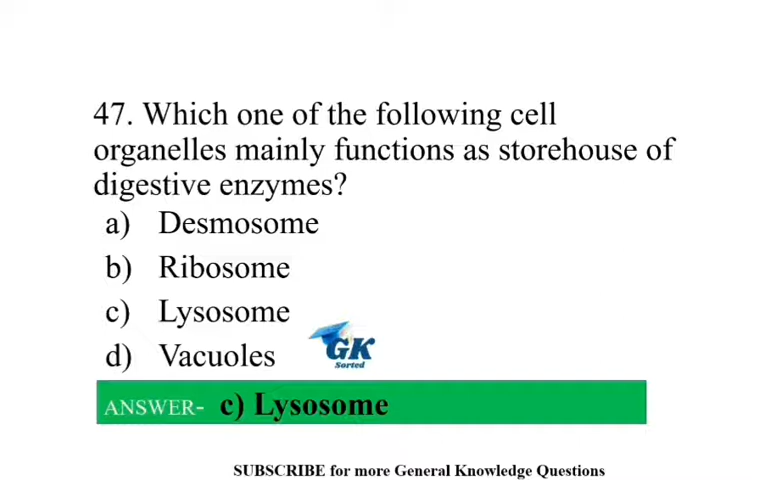 47. Which one of the following cell
organelles mainly functions as storehouse of
digestive enzymes?
a) Desmosome
b) Ribosome
c) Lysosome
d) Vacuoles
GK
Sorted
ANSWER- c) Lysosome
SUBSCRIBE for more General Knowledge Questions